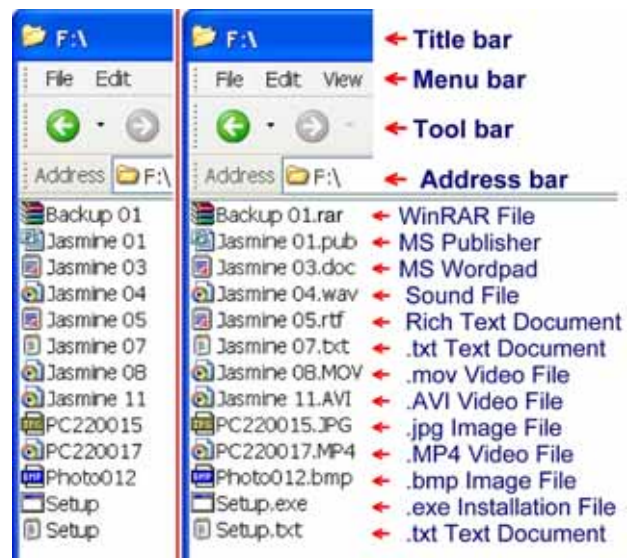 F:\ F:\ Title bar
File Edit File Edit View Menu bar
Tool bar
Address F:\ Address F:\ Address bar
Backup 01 Backup 01.rar WinRAR File
Jasmine 01 Jasmine 01.pub MS Publisher
Jasmine 03 Jasmine 03.doc MS Wordpad
Jasmine 04 Jasmine 04.wav Sound File
Jasmine 05 Jasmine 05.rtf Rich Text Document
Jasmine 07 Jasmine 07.txt .txt Text Document
Jasmine 08 Jasmine 08.MOV .mov Video File
Jasmine 11 Jasmine 11.AVI .AVI Video File
PC220015 PC220015.JPG .jpg Image File
PC220017 PC220017.MP4 .MP4 Video File
Photo012 Photo012.bmp .bmp Image File
Setup Setup.exe .exe Installation File
Setup Setup.txt .txt Text Document